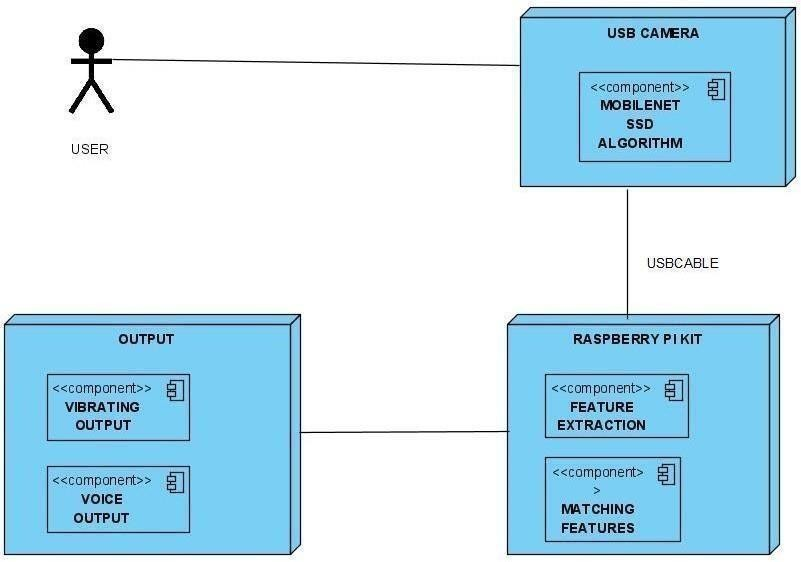 USB CAMERA
<<component>>
MOBILENET
SSD
ALGORITHM
USER
USBCABLE
OUTPUT
<<component>>
VIBRATING
OUTPUT
<<component>>
VOICE
OUTPUT
RASPBERRY PI KIT
<<component>>
FEATURE
EXTRACTION
<<component>
>
MATCHING
FEATURES